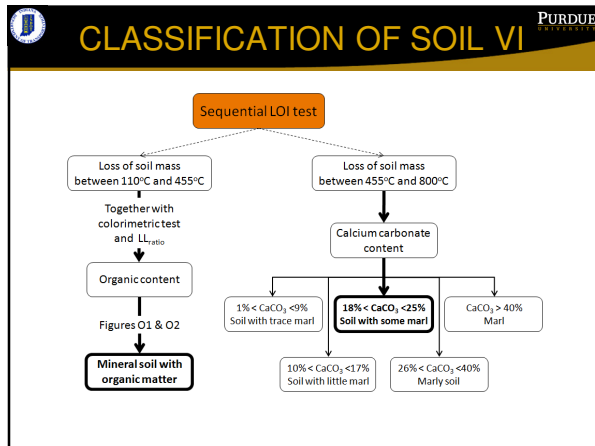 CLASSIFICATION OF SOIL VI
PURDUE
UNIVERSITY
Sequential LOI test
Loss of soil mass
between 110°C and 455°C
Loss of soil mass
between 455°C and 800°C
Together with
colorimetric test
and LLratio
Calcium carbonate
content
Organic content
1% < CaCO3 <9%
Soil with trace marl
18% < CaCO3 <25%
Soil with some marl
CaCO3 > 40%
Marl
Figures O1 & O2
Mineral soil with
organic matter
10% < CaCO3 <17%
Soil with little marl
26% < CaCO3 <40%
Marly soil